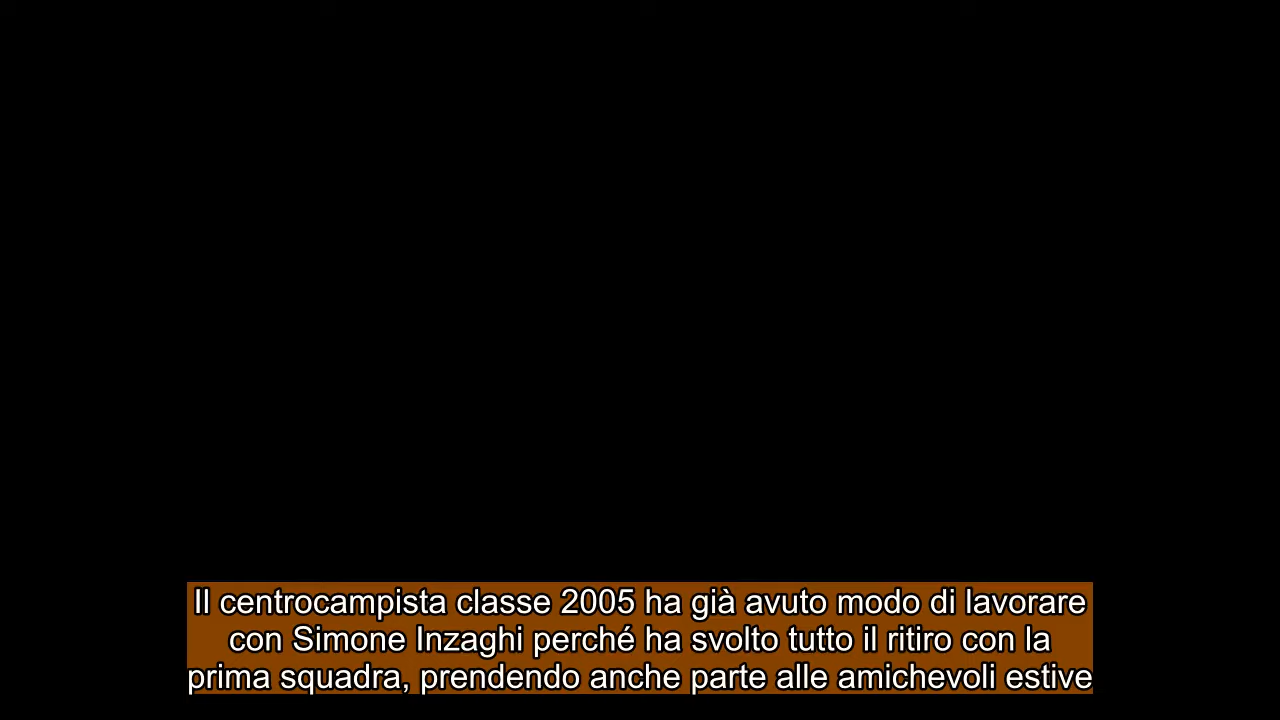 Il centrocampista classe 2005 ha già avuto modo di lavorare
con Simone Inzaghi perché ha svolto tutto il ritiro con la
prima squadra, prendendo anche parte alle amichevoli estive